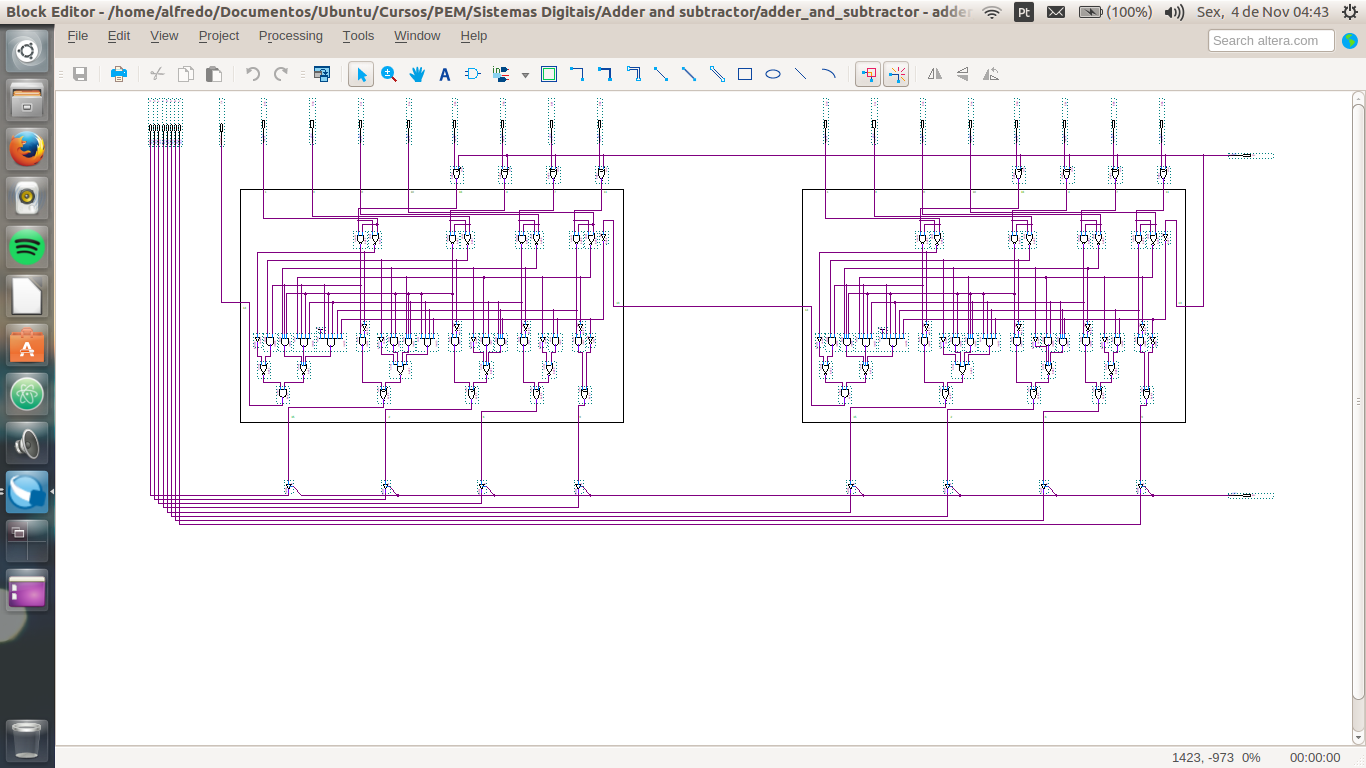 Block Editor - /home/alfredo/Documentos/Ubuntu/Cursos/PEM/Sistemas Digitais/Adder and subtractor/adder_and_subtractor - adder
Pt
(100%)
Sex, 4 de Nov 04:43
File Edit View Project Processing Tools Window Help
Search altera.com
1423, -973 0% 00:00:00